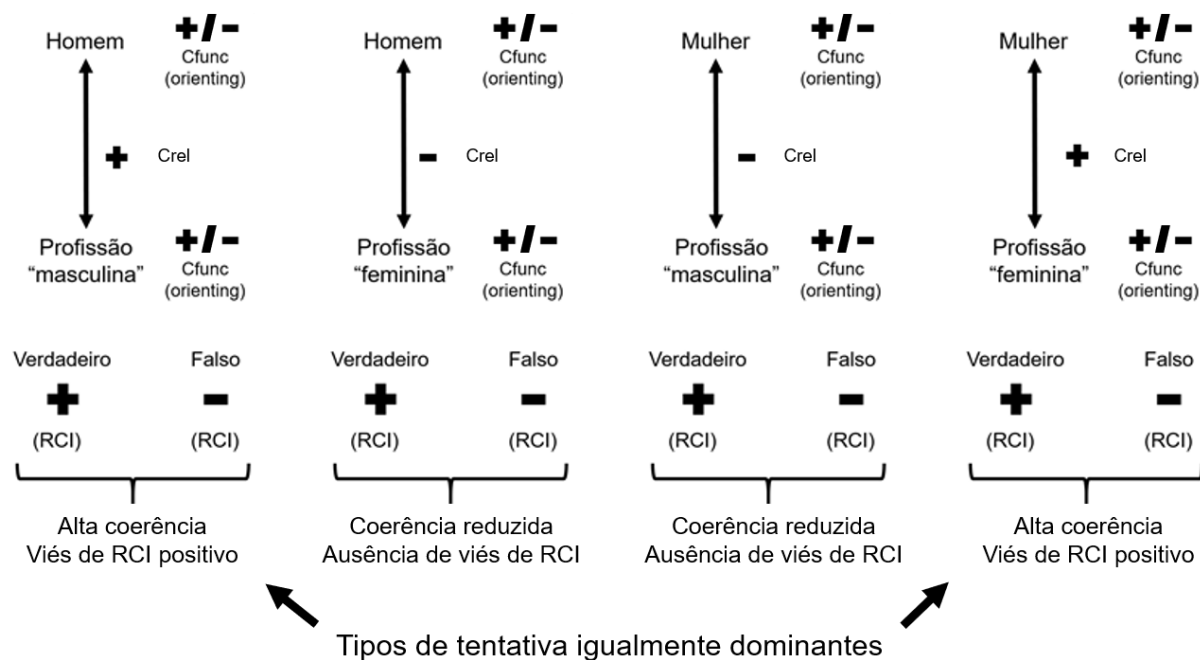 Homem +/- Homem +/- Mulher +/- Mulher +/-
Cfunc Cfunc Cfunc Cfunc
(orienting) (orienting) (orienting) (orienting)
+ Crel - Crel - Crel + Crel
Profissão +/- Profissão +/- Profissão +/- Profissão +/-
“masculina” Cfunc “feminina” Cfunc “masculina” Cfunc “feminina” Cfunc
(orienting) (orienting) (orienting) (orienting)
Verdadeiro Falso Verdadeiro Falso Verdadeiro Falso Verdadeiro Falso
+ - + - + - + -
(RCI) (RCI) (RCI) (RCI) (RCI) (RCI) (RCI) (RCI)
Alta coerência Coerência reduzida Coerência reduzida Alta coerência
Viés de RCI positivo Ausência de viés de RCI Ausência de viés de RCI Viés de RCI positivo
Tipos de tentativa igualmente dominantes